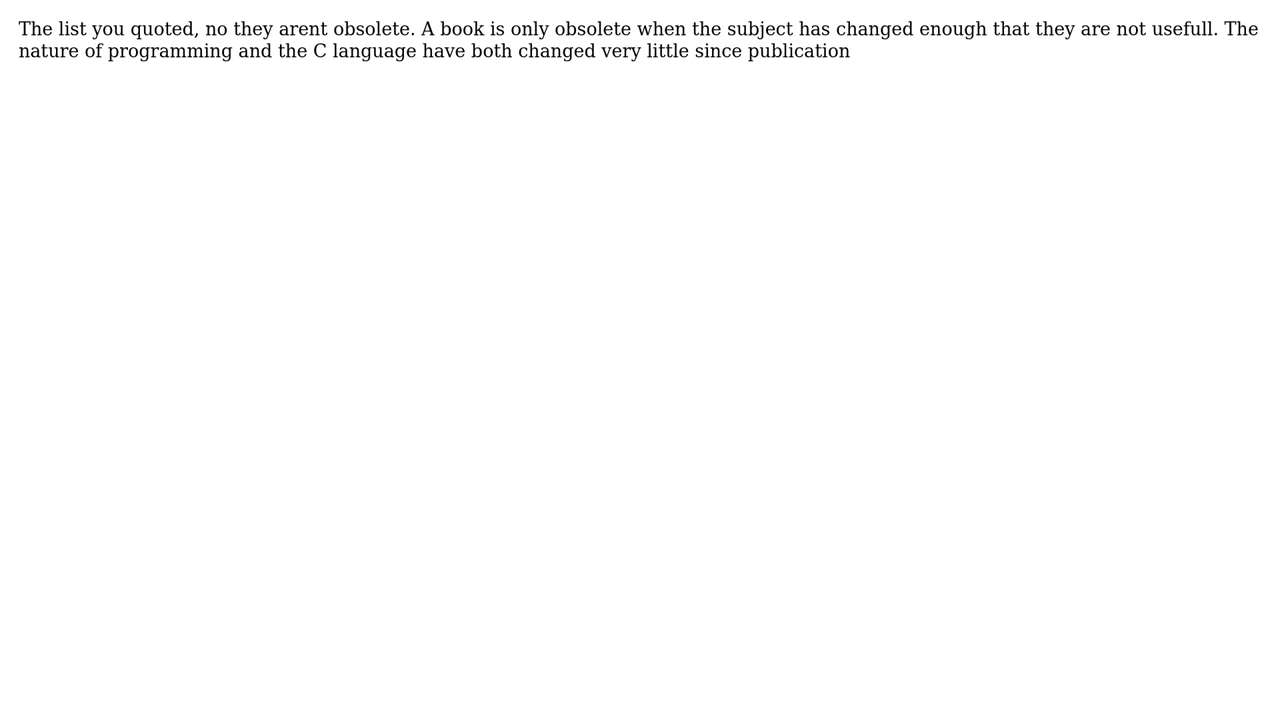 The list you quoted, no they arent obsolete. A book is only obsolete when the subject has changed enough that they are not usefull. The
nature of programming and the C language have both changed very little since publication